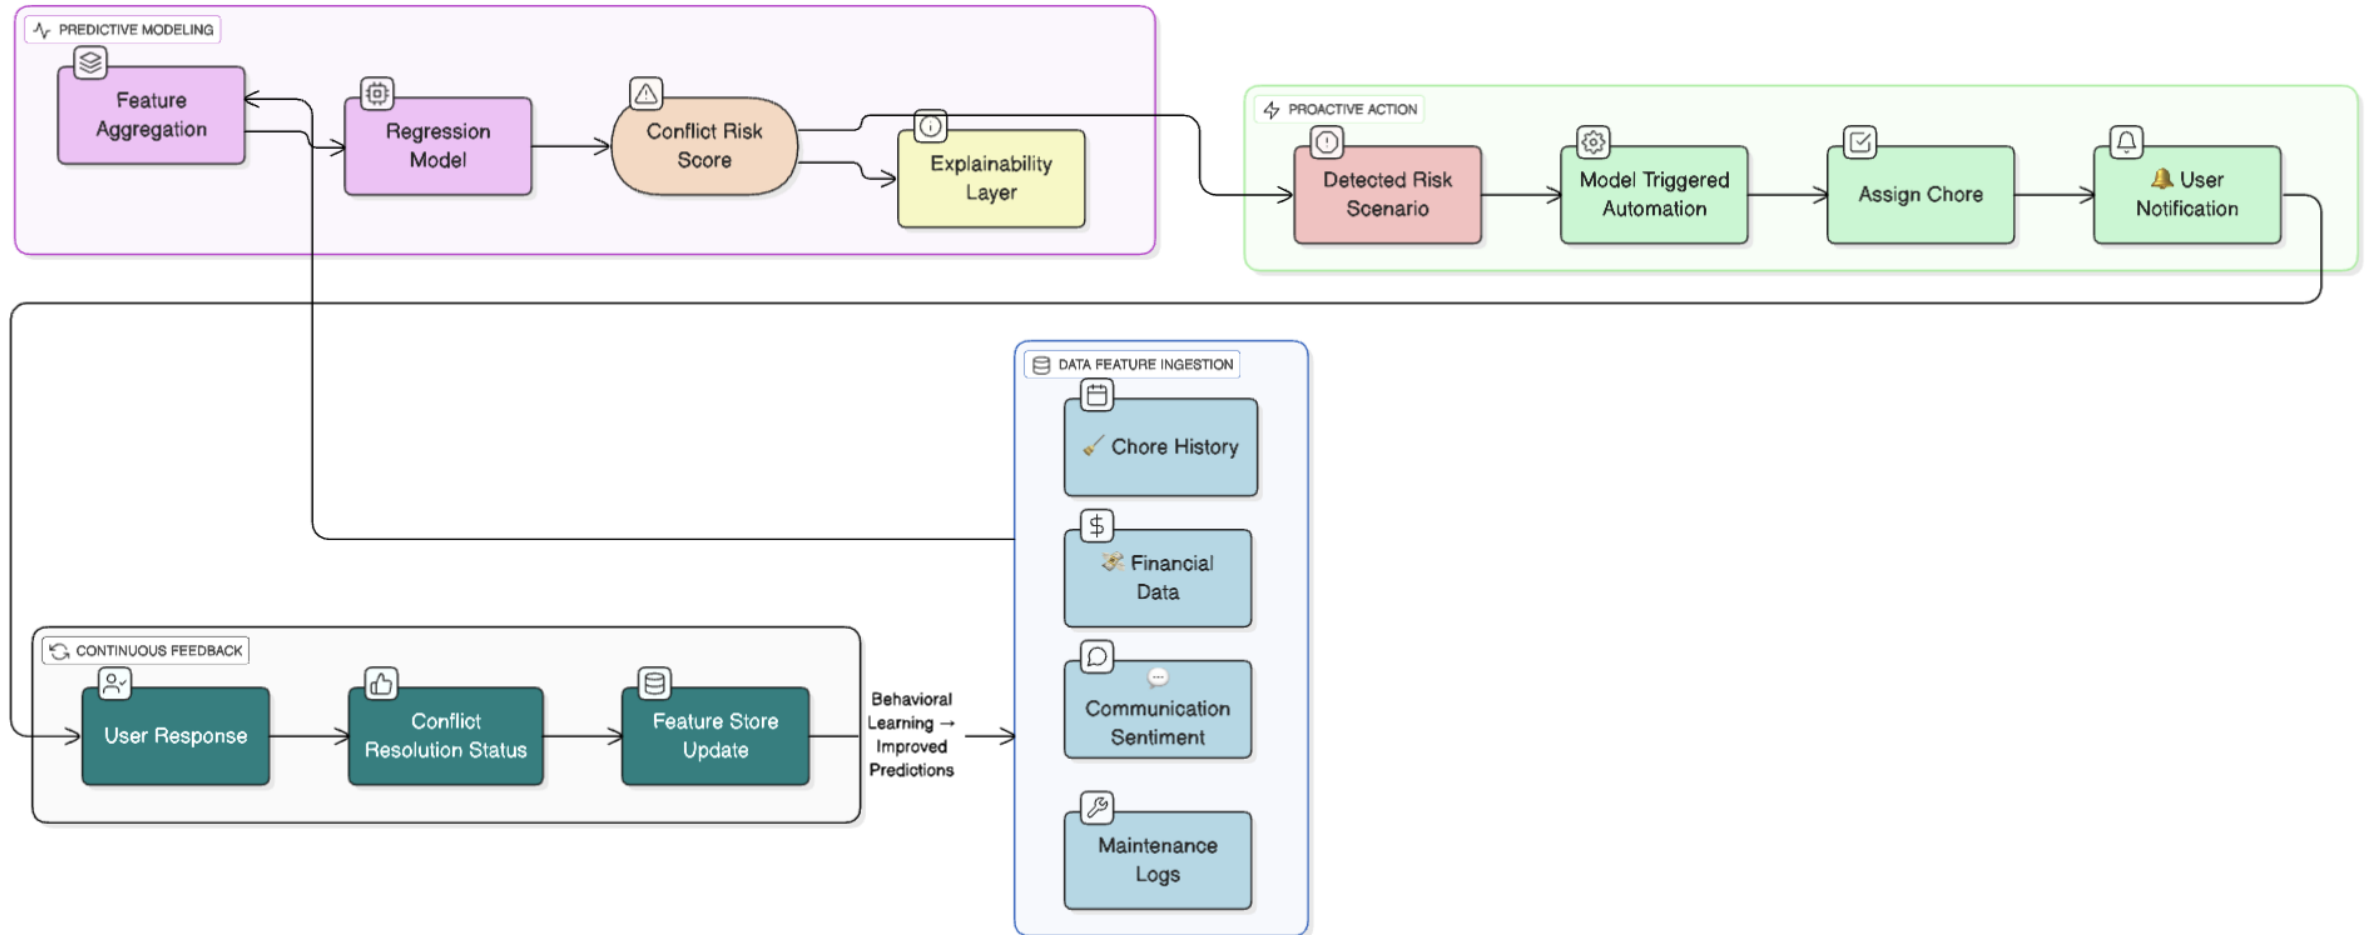 PREDICTIVE MODELING
Feature
Aggregation
Regression
Model
Conflict Risk
Score
Explainability
Layer
PROACTIVE ACTION
Detected Risk
Scenario
Model Triggered
Automation
Assign Chore
🔔 User
Notification
DATA FEATURE INGESTION
🧹 Chore History
💸 Financial
Data
💬
Communication
Sentiment
Maintenance
Logs
CONTINUOUS FEEDBACK
User Response
Conflict
Resolution Status
Feature Store
Update
Behavioral
Learning →
Improved
Predictions